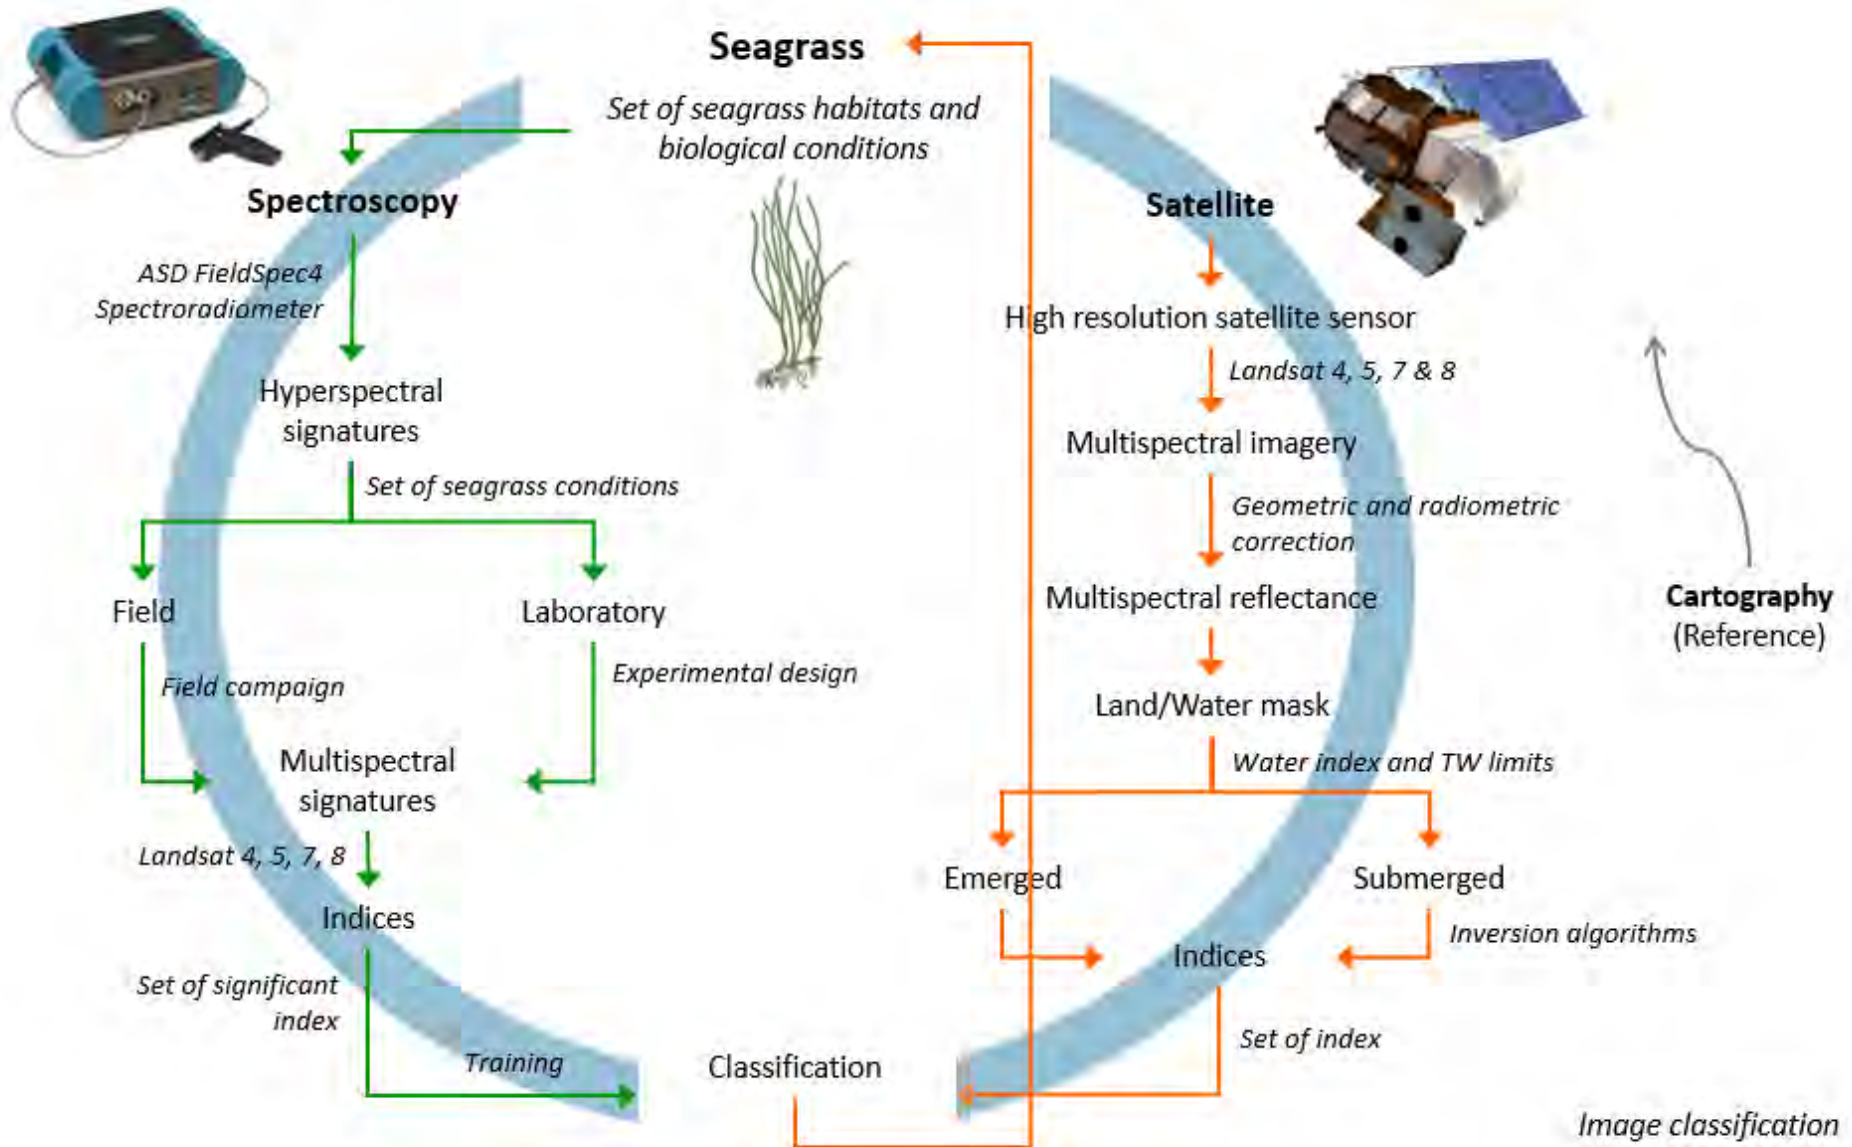 Seagrass
Set of seagrass habitats and
biological conditions
Spectroscopy
ASD FieldSpec4
Spectroradiometer
Hyperspectral
signatures
Set of seagrass conditions
Field
Laboratory
Field campaign
Experimental design
Multispectral
signatures
Landsat 4, 5, 7, 8
Indices
Set of significant
index
Training
Classification
Satellite
High resolution satellite sensor
Landsat 4, 5, 7 & 8
Multispectral imagery
Geometric and radiometric
correction
Multispectral reflectance
Land/Water mask
Water index and TW limits
Emerged
Submerged
Inversion algorithms
Indices
Set of index
Cartography
(Reference)
Image classification